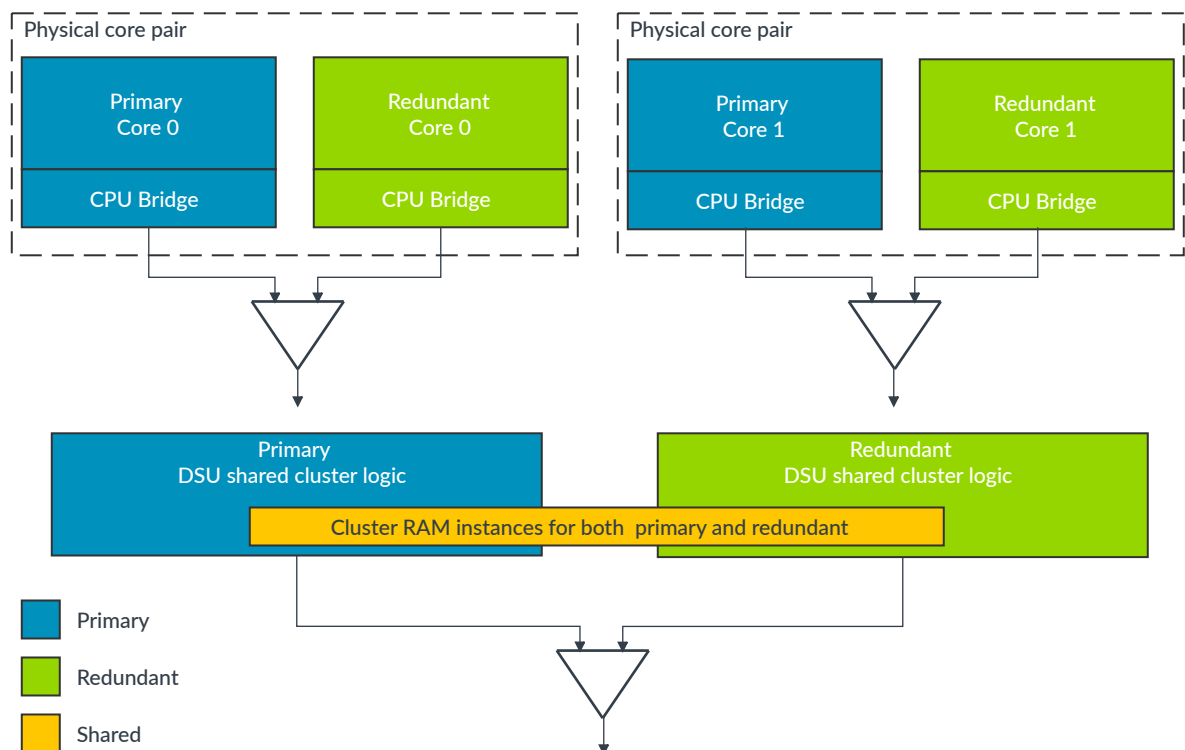 Physical core pair
Primary
Core 0
CPU Bridge
Redundant
Core 0
CPU Bridge
Physical core pair
Primary
Core 1
CPU Bridge
Redundant
Core 1
CPU Bridge
Primary
DSU shared cluster logic
Redundant
DSU shared cluster logic
Cluster RAM instances for both  primary and redundant
Primary
Redundant
Shared